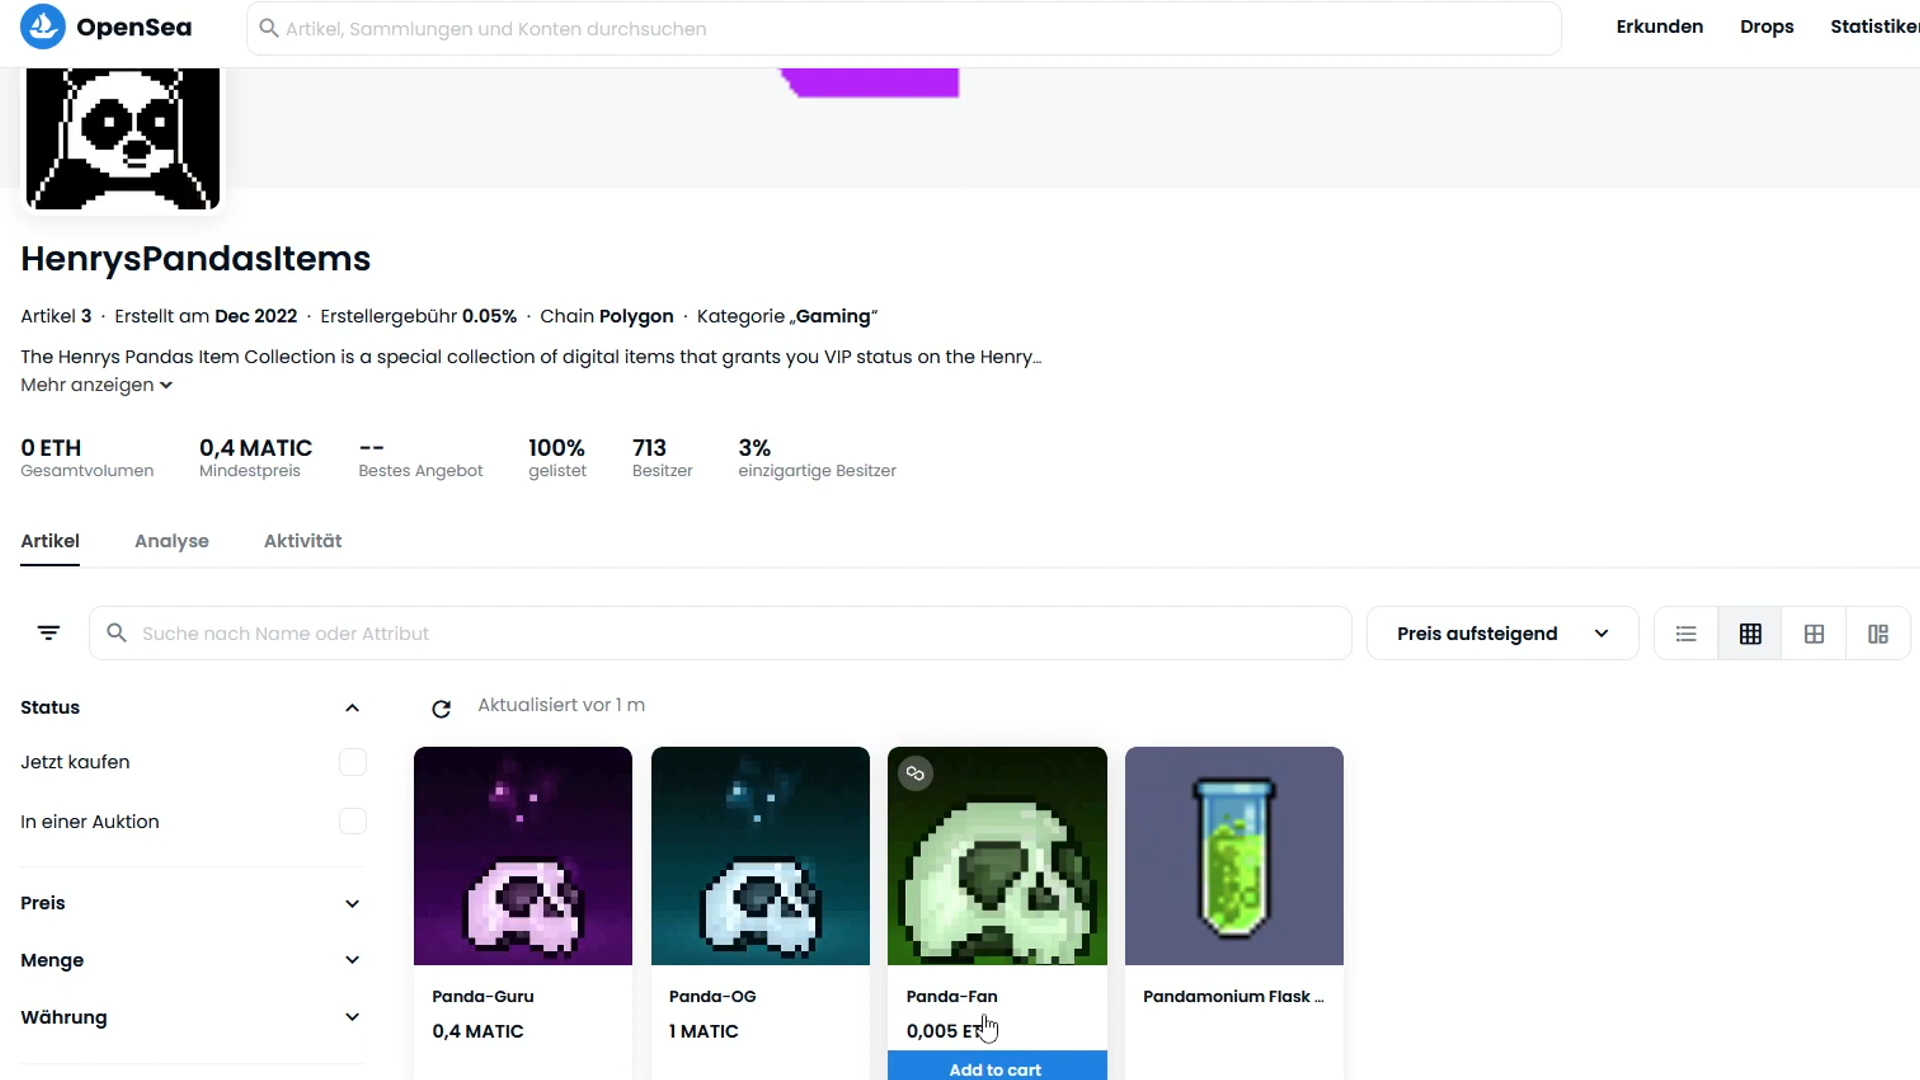 OpenSea
Artikel, Sammlungen und Konten durchsuchen
Erkunden
Drops
HenrysPandasItems
Artikel 3 · Erstellt am Dec 2022 · Erstellergebühr 0.05% · Chain Polygon · Kategorie „Gaming“
The Henrys Pandas Item Collection is a special collection of digital items that grants you VIP status on the Henry...
Mehr anzeigen
0 ETH
Gesamtvolumen
0,4 MATIC
Mindestpreis
--
Bestes Angebot
100%
gelistet
713
Besitzer
3%
einzigartige Besitzer
Artikel
Analyse
Aktivität
Suche nach Name oder Attribut
Preis aufsteigend
Status
Aktualisiert vor 1 m
Jetzt kaufen
In einer Auktion
Preis
Menge
Währung
Panda-Guru
0,4 MATIC
Panda-OG
1 MATIC
Panda-Fan
0,005
Add to cart
Pandamonium Flask ...